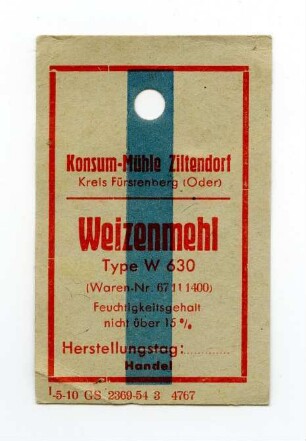 Konsum-Mühle Ziltendorf
Kreis Fürstenberg (Oder)
Weizenmehl
Type W 630
(Waren-Nr. 67 11 1400)
Feuchtigkeitsgehalt
nicht über 15 %
Herstellungstag:............
Handel
I-5-10 GS 2369-54 3 4767